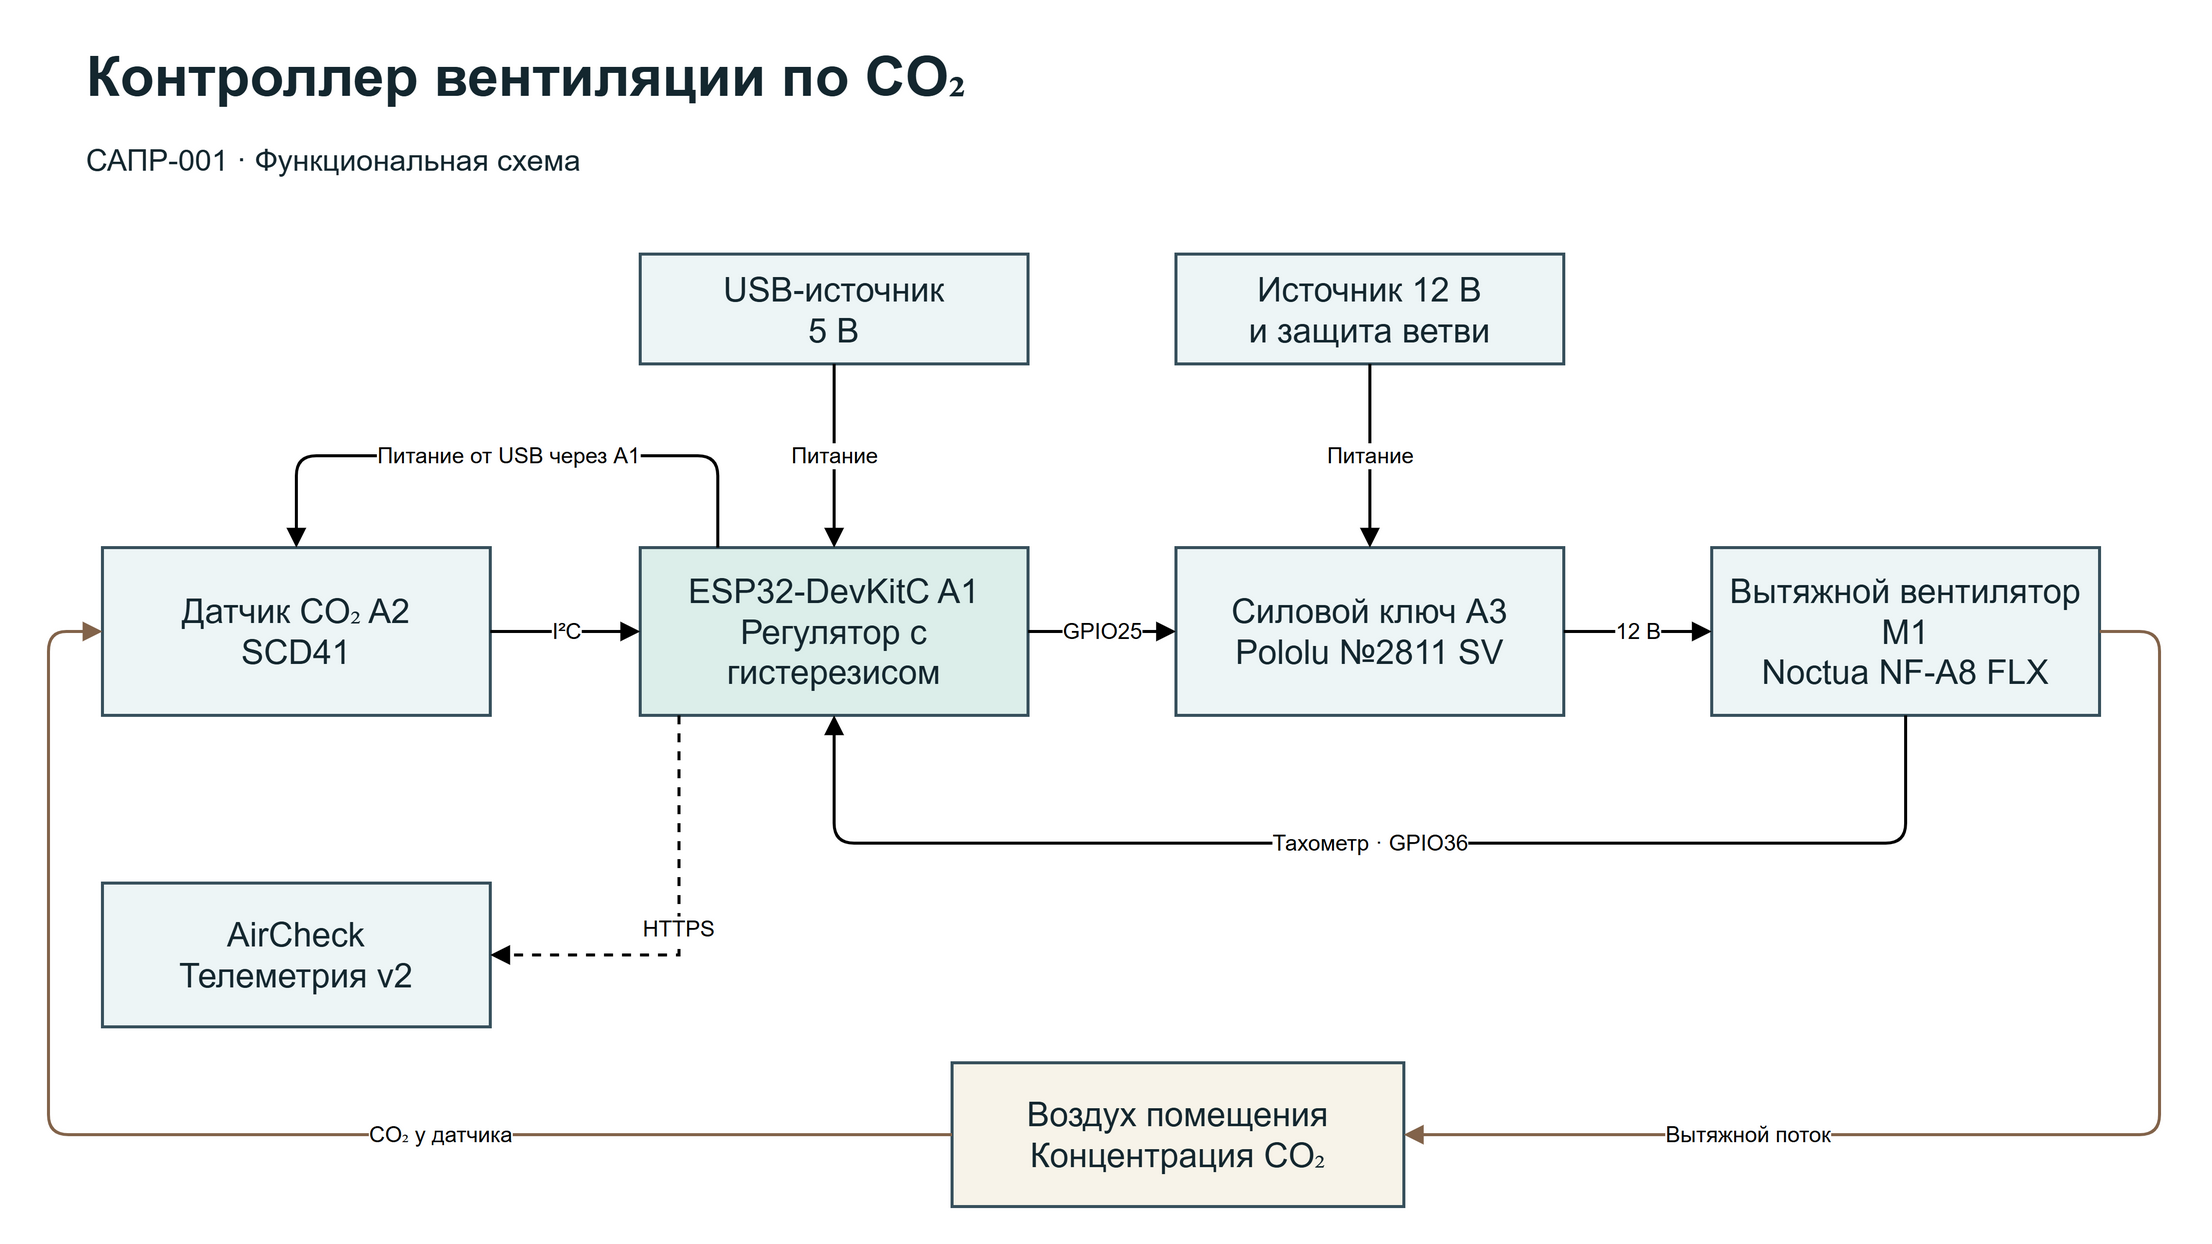 Контроллер вентиляции по CO₂
САПР-001 · Функциональная схема
USB-источник
5 В
Источник 12 В
и защита ветви
Питание от USB через A1
Питание
Питание
Датчик CO₂ A2
SCD41
I²C
ESP32-DevKitC A1
Регулятор с
гистерезисом
GPIO25
Силовой ключ A3
Pololu №2811 SV
12 В
Вытяжной вентилятор
M1
Noctua NF-A8 FLX
Тахометр · GPIO36
HTTPS
AirCheck
Телеметрия v2
Воздух помещения
Концентрация CO₂
CO₂ у датчика
Вытяжной поток